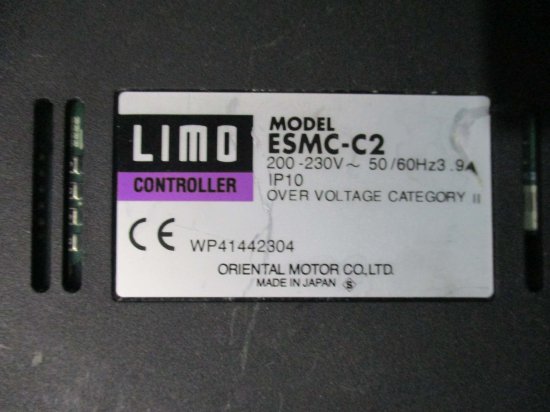 LIMO
CONTROLLER
MODEL
ESMC-C2
200-230V～ 50/60Hz3.9A
IP10
OVER VOLTAGE CATEGORY II
CE WP41442304
ORIENTAL MOTOR CO.,LTD.
MADE IN JAPAN S